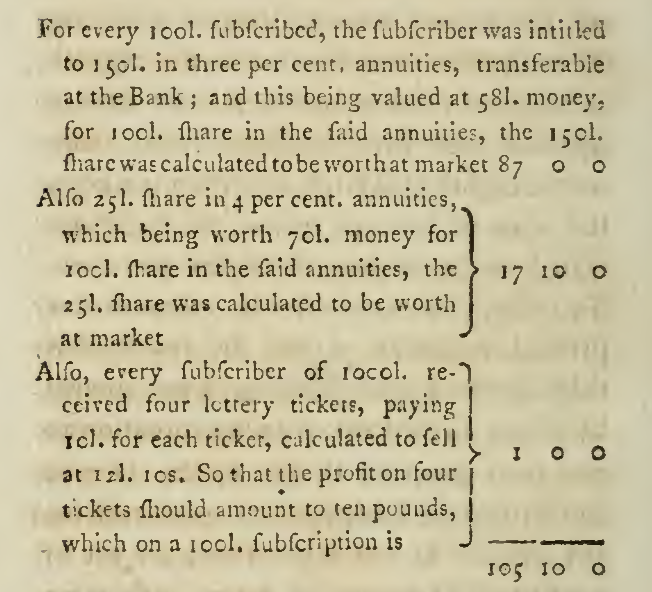 For every 100l. ſubſcribed, the ſubſcriber was intitled
to 150l. in three per cent. annuities, transferable
at the Bank; and this being valued at 58l. money,
for 100l. ſhare in the ſaid annuities, the 150l.
ſhare was calculated to be worth at market 87 0 0
Alſo 25l. ſhare in 4 per cent. annuities,
which being worth 70l. money for
100l. ſhare in the ſaid annuities, the
25l. ſhare was calculated to be worth
at market
17 10 0
Alſo, every ſubſcriber of 1000l. re-
ceived four lottery tickets, paying
10l. for each ticker, calculated to ſell
at 12l. 10s. So that the profit on four
tickets ſhould amount to ten pounds,
which on a 100l. ſubſcription is
1 0 0
105 10 0